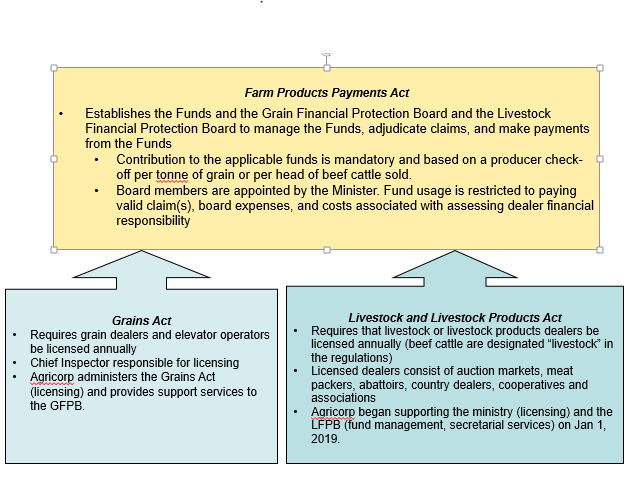 Farm Products Payments Act
• Establishes the Funds and the Grain Financial Protection Board and the Livestock
Financial Protection Board to manage the Funds, adjudicate claims, and make payments
from the Funds
• Contribution to the applicable funds is mandatory and based on a producer check-
off per tonne of grain or per head of beef cattle sold.
• Board members are appointed by the Minister. Fund usage is restricted to paying
valid claim(s), board expenses, and costs associated with assessing dealer financial
responsibility
Grains Act
• Requires grain dealers and elevator operators
be licensed annually
• Chief Inspector responsible for licensing
• Agricorp administers the Grains Act
(licensing) and provides support services to
the GFPB.
Livestock and Livestock Products Act
• Requires that livestock or livestock products dealers be
licensed annually (beef cattle are designated “livestock” in
the regulations)
• Licensed dealers consist of auction markets, meat
packers, abattoirs, country dealers, cooperatives and
associations
• Agricorp began supporting the ministry (licensing) and the
LFPB (fund management, secretarial services) on Jan 1,
2019.